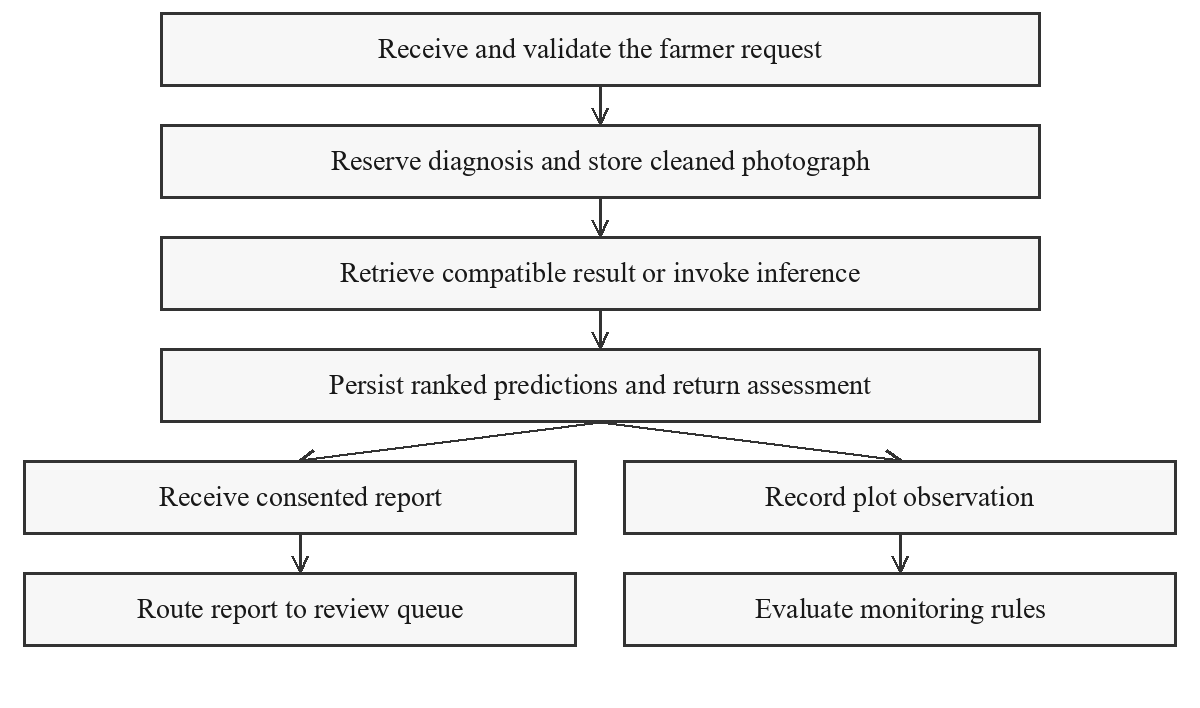 Receive and validate the farmer request
Reserve diagnosis and store cleaned photograph
Retrieve compatible result or invoke inference
Persist ranked predictions and return assessment
Receive consented report
Record plot observation
Route report to review queue
Evaluate monitoring rules